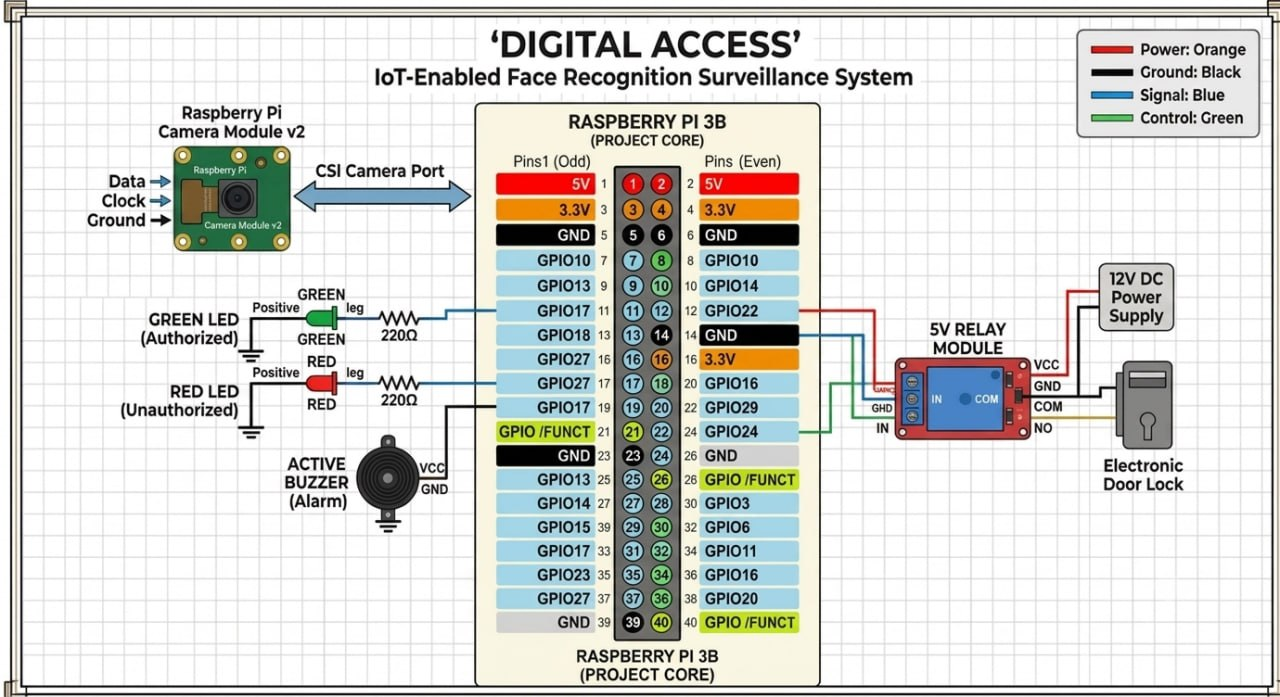 ‘DIGITAL ACCESS’
IoT-Enabled Face Recognition Surveillance System
Power: Orange
Ground: Black
Signal: Blue
Control: Green
Raspberry Pi
Camera Module v2
Data
Clock
Ground
Raspberry Pi
Camera Module v2
CSI Camera Port
RASPBERRY PI 3B
(PROJECT CORE)
Pins1 (Odd) Pins (Even)
5V 1 1 2 2 5V
3.3V 3 3 4 4 3.3V
GND 5 5 6 6 GND
GPIO10 7 7 8 8 GPIO10
GPIO13 9 9 10 10 GPIO14
GPIO17 11 11 12 12 GPIO22
GPIO18 13 13 14 14 GND
GPIO27 16 16 16 16 3.3V
GPIO27 17 17 18 20 GPIO16
GPIO17 19 19 20 22 GPIO29
GPIO /FUNCT 21 21 22 24 GPIO24
GND 23 23 24 26 GND
GPIO13 25 25 26 26 GPIO /FUNCT
GPIO14 27 27 28 30 GPIO3
GPIO15 39 29 30 32 GPIO6
GPIO17 33 31 32 34 GPIO11
GPIO23 35 35 34 36 GPIO16
GPIO27 37 37 36 38 GPIO20
GND 39 39 40 40 GPIO /FUNCT
RASPBERRY PI 3B
(PROJECT CORE)
GREEN LED
(Authorized)
Positive
GREEN
leg
GREEN
220Ω
RED LED
(Unauthorized)
Positive
RED
leg
RED
220Ω
ACTIVE
BUZZER
(Alarm)
VCC
GND
5V RELAY
MODULE
GHD
IN
IN COM
VCC
GND
COM
NO
12V DC
Power
Supply
Electronic
Door Lock